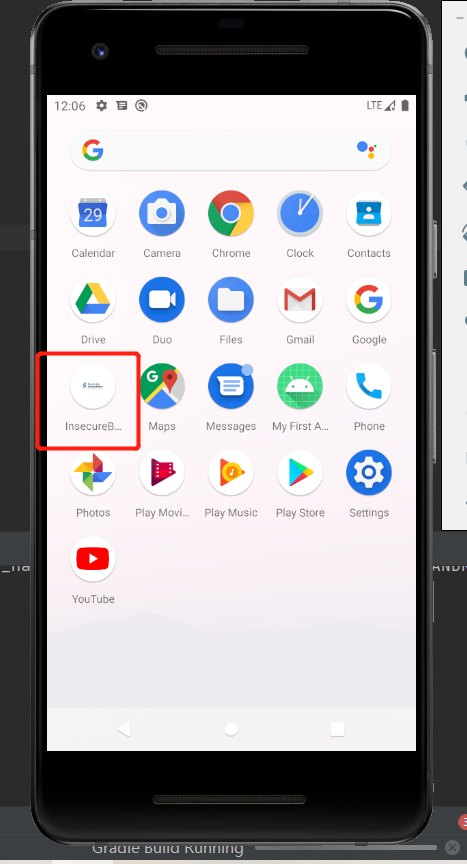 12:06 LTE
29
Calendar Camera Chrome Clock Contacts
Drive Duo Files Gmail Google
InsecureB... Maps Messages My First A... Phone
Photos Play Movi... Play Music Play Store Settings
YouTube
Gradle Build Running